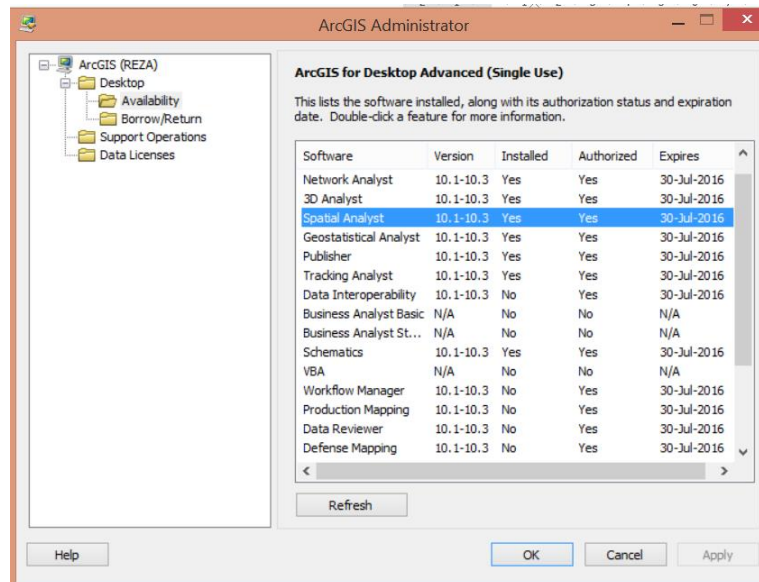 ArcGIS Administrator
ArcGIS (REZA)
Desktop
Availability
Borrow/Return
Support Operations
Data Licenses
ArcGIS for Desktop Advanced (Single Use)
This lists the software installed, along with its authorization status and expiration
date. Double-click a feature for more information.
Software Version Installed Authorized Expires
Network Analyst 10.1-10.3 Yes Yes 30-Jul-2016
3D Analyst 10.1-10.3 Yes Yes 30-Jul-2016
Spatial Analyst 10.1-10.3 Yes Yes 30-Jul-2016
Geostatistical Analyst 10.1-10.3 Yes Yes 30-Jul-2016
Publisher 10.1-10.3 Yes Yes 30-Jul-2016
Tracking Analyst 10.1-10.3 Yes Yes 30-Jul-2016
Data Interoperability 10.1-10.3 No Yes 30-Jul-2016
Business Analyst Basic N/A No No N/A
Business Analyst St... N/A No No N/A
Schematics 10.1-10.3 Yes Yes 30-Jul-2016
VBA N/A No No N/A
Workflow Manager 10.1-10.3 No Yes 30-Jul-2016
Production Mapping 10.1-10.3 No Yes 30-Jul-2016
Data Reviewer 10.1-10.3 No Yes 30-Jul-2016
Defense Mapping 10.1-10.3 No Yes 30-Jul-2016
Refresh
Help OK Cancel Apply